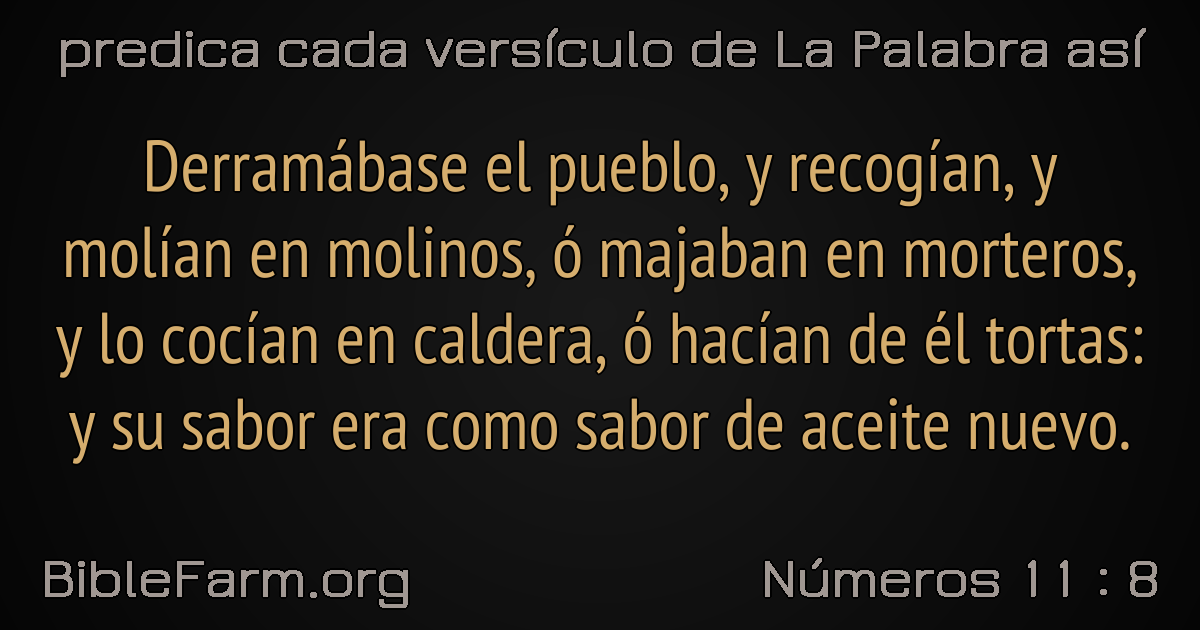 predica cada versículo de La Palabra así
Derramábase el pueblo, y recogían, y
molían en molinos, ó majaban en morteros,
y lo cocían en caldera, ó hacían de él tortas:
y su sabor era como sabor de aceite nuevo.
BibleFarm.org
Números 11 : 8